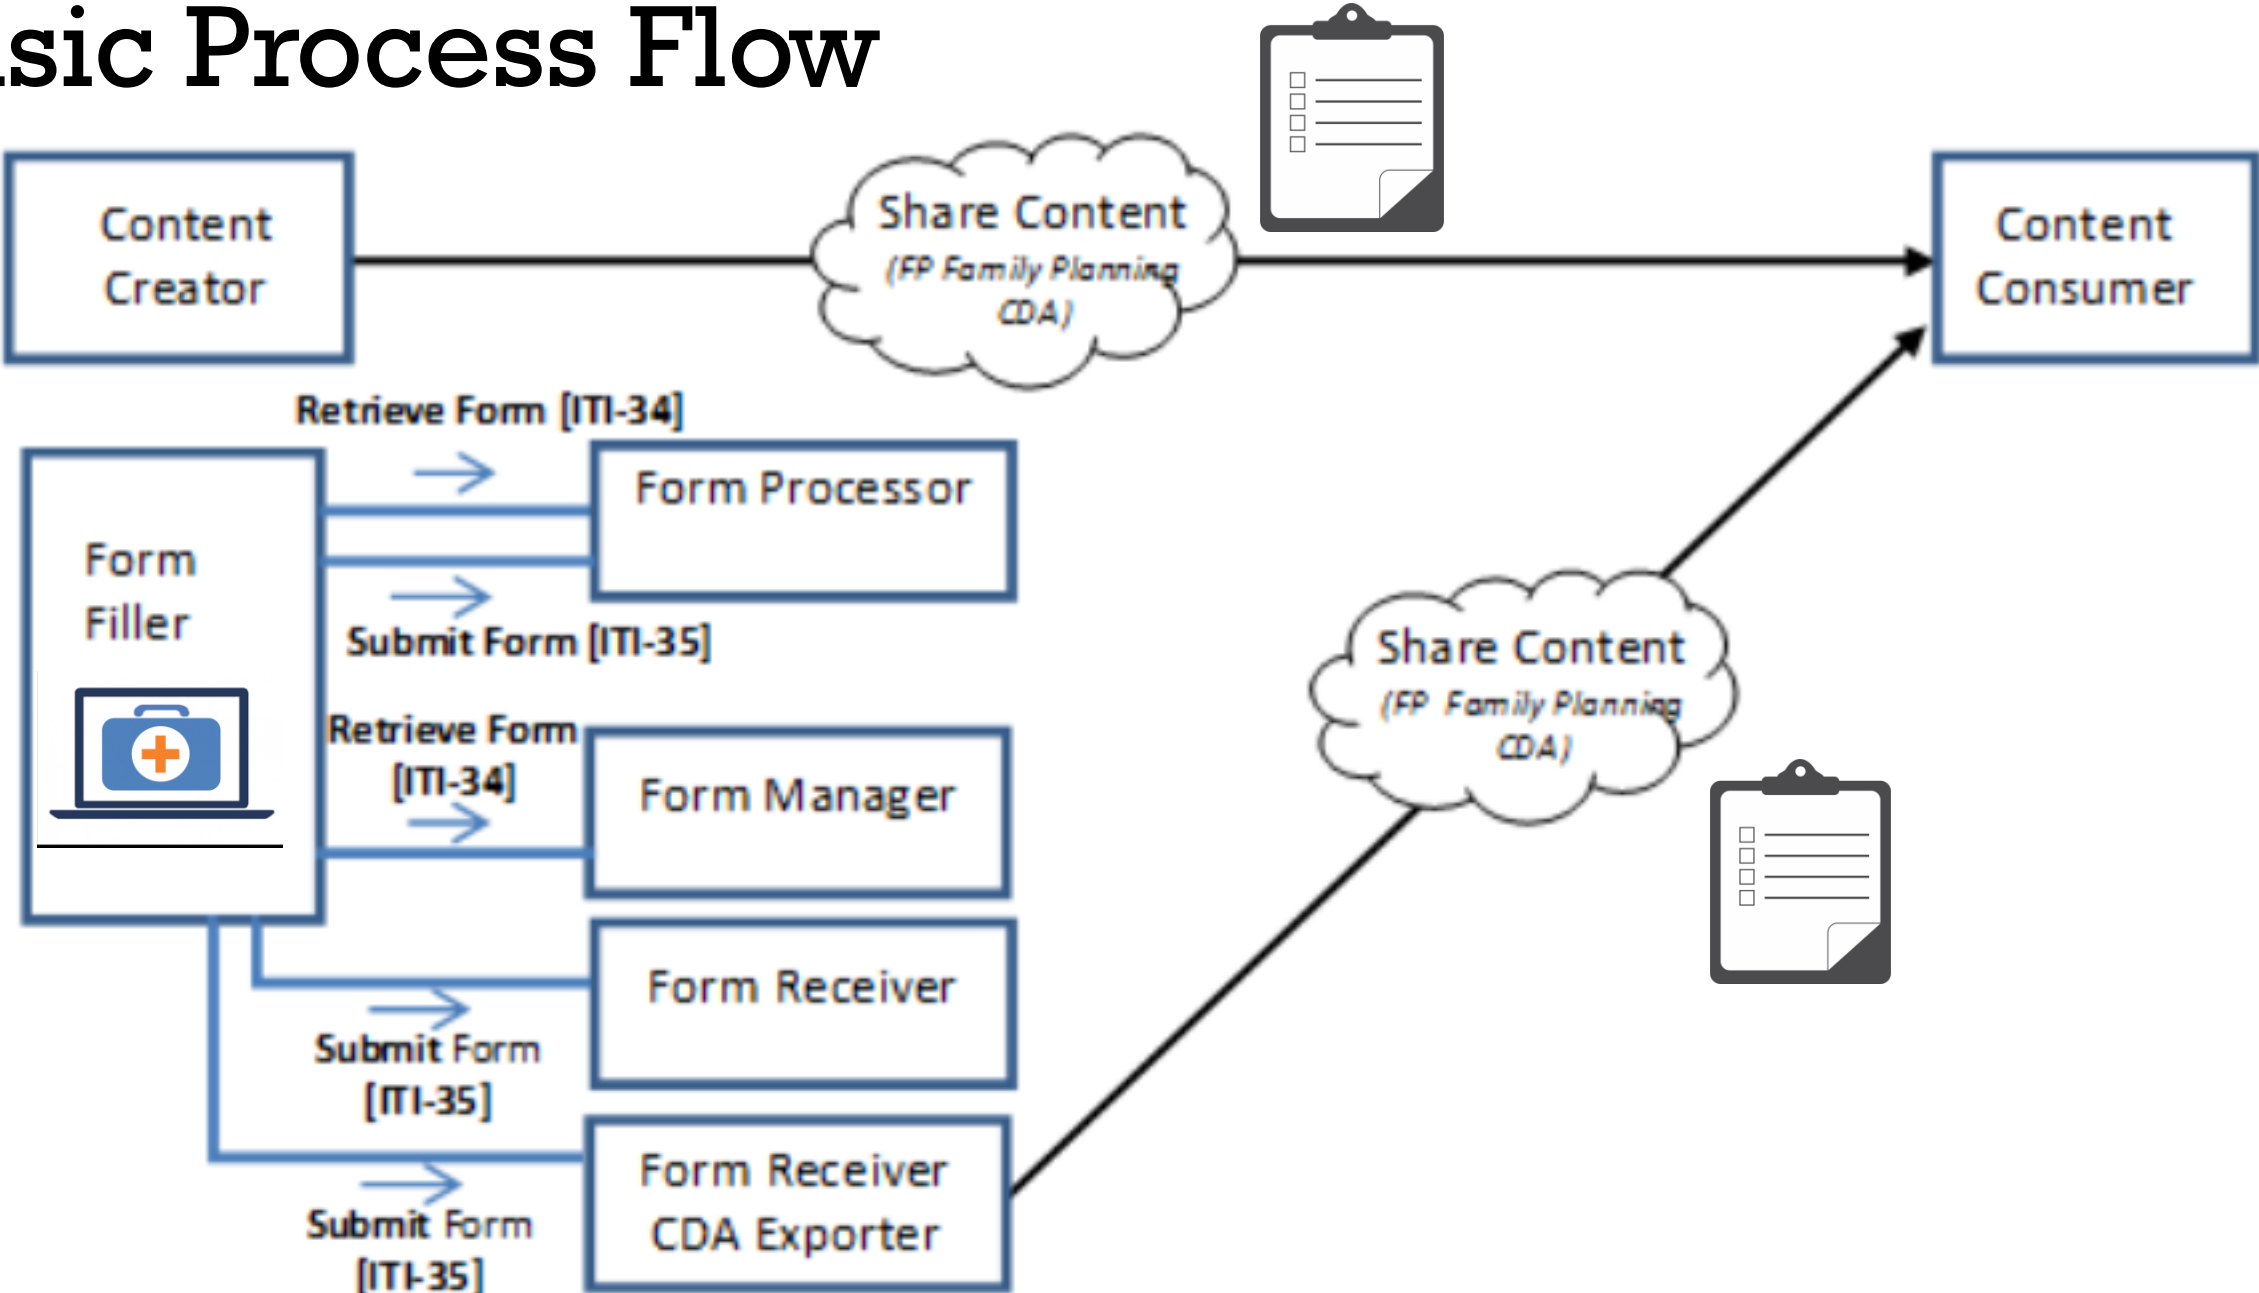 sic Process Flow
Content
Creator
Share Content
(FP Family Planning
CDA)
Content
Consumer
Retrieve Form [ITI-34]
Form Processor
Form
Filler
Submit Form [ITI-35]
Retrieve Form
[ITI-34]
Form Manager
Form Receiver
Submit Form
[ITI-35]
Form Receiver
CDA Exporter
Submit Form
[ITI-35]
Share Content
(FP Family Planning
CDA)